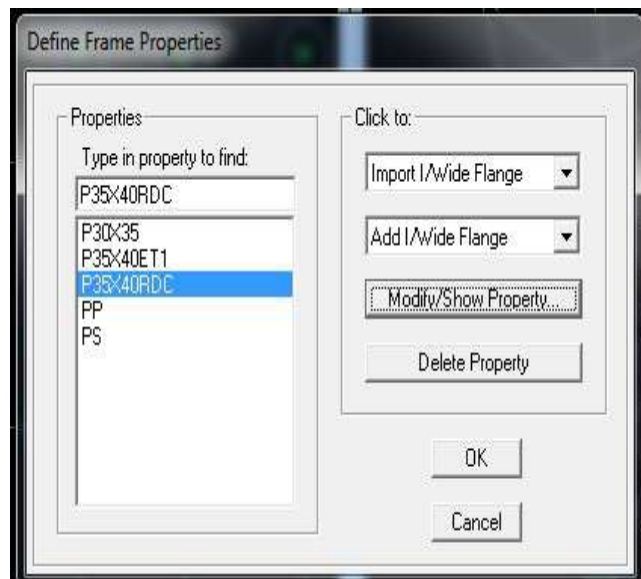 Define Frame Properties
Properties
Type in property to find:
P35X40RDC
P30X35
P35X40ET1
P35X40RDC
PP
PS
Click to:
Import I/Wide Flange
Add I/Wide Flange
Modify/Show Property...
Delete Property
OK
Cancel